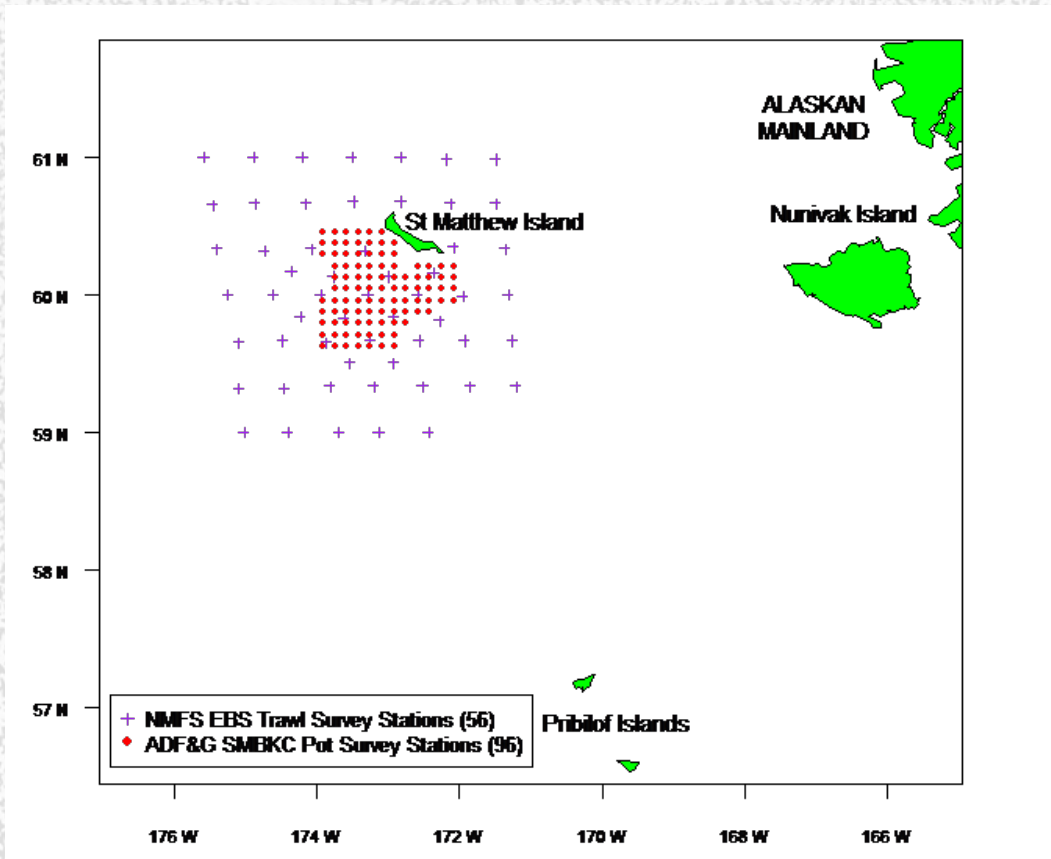 ALASKAN
MAINLAND
61 N
St Matthew Island
Nunivak Island
60 N
59 N
58 N
57 N
NMFS EBS Trawl Survey Stations (56)
ADF&G SMBKC Pot Survey Stations (96)
Pribilof Islands
176 W 174 W 172 W 170 W 168 W 166 W